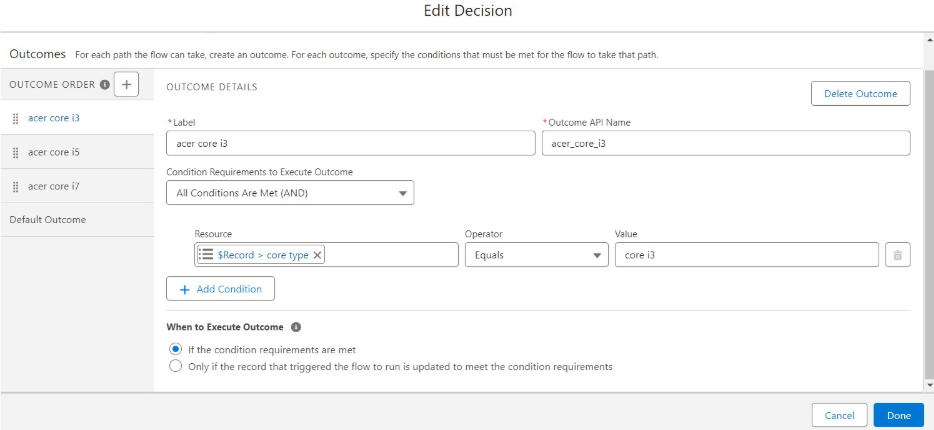 Edit Decision
Outcomes For each path the flow can take, create an outcome. For each outcome, specify the conditions that must be met for the flow to take that path.
OUTCOME ORDER
OUTCOME DETAILS
Delete Outcome
acer core i3
acer core i5
acer core i7
Default Outcome
*Label
*Outcome API Name
acer core i3
acer_core_i3
Condition Requirements to Execute Outcome
All Conditions Are Met (AND)
Resource Operator Value
$Record > core type Equals core i3
+ Add Condition
When to Execute Outcome
If the condition requirements are met
Only if the record that triggered the flow to run is updated to meet the condition requirements
Cancel Done